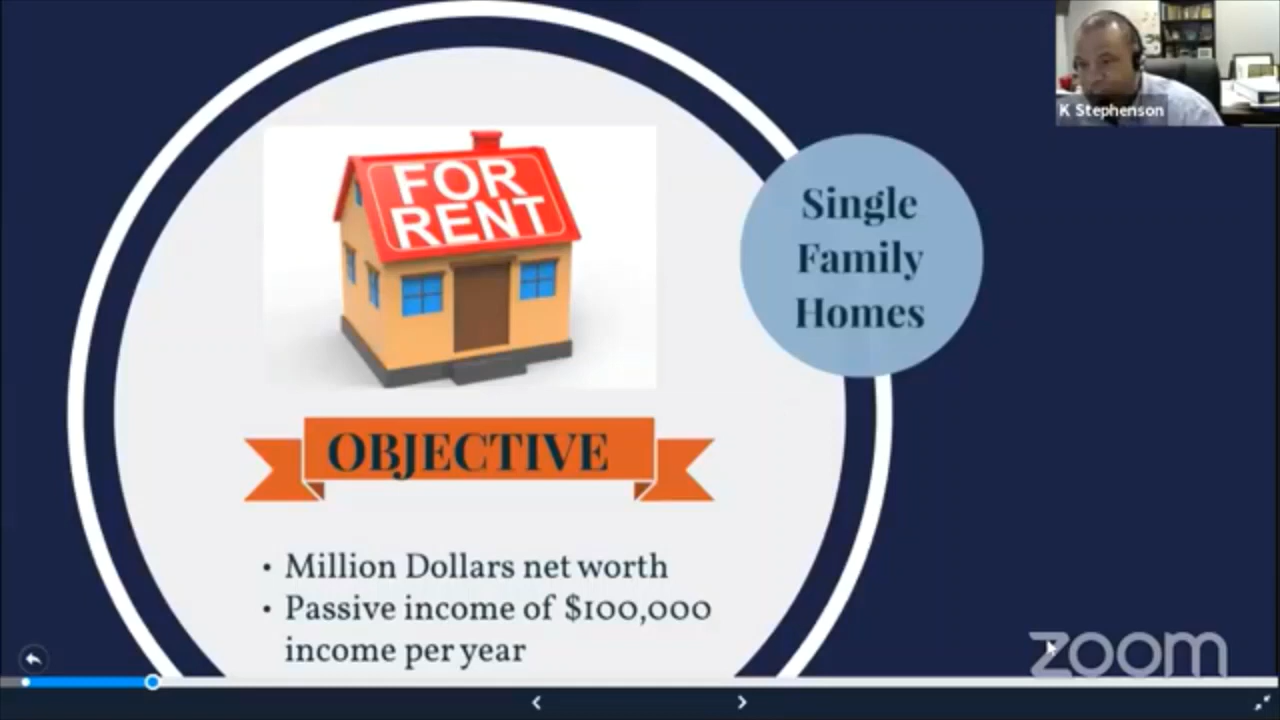 K Stephenson
FOR
RENT
Single
Family
Homes
OBJECTIVE
• Million Dollars net worth
• Passive income of $100,000
income per year
zoom